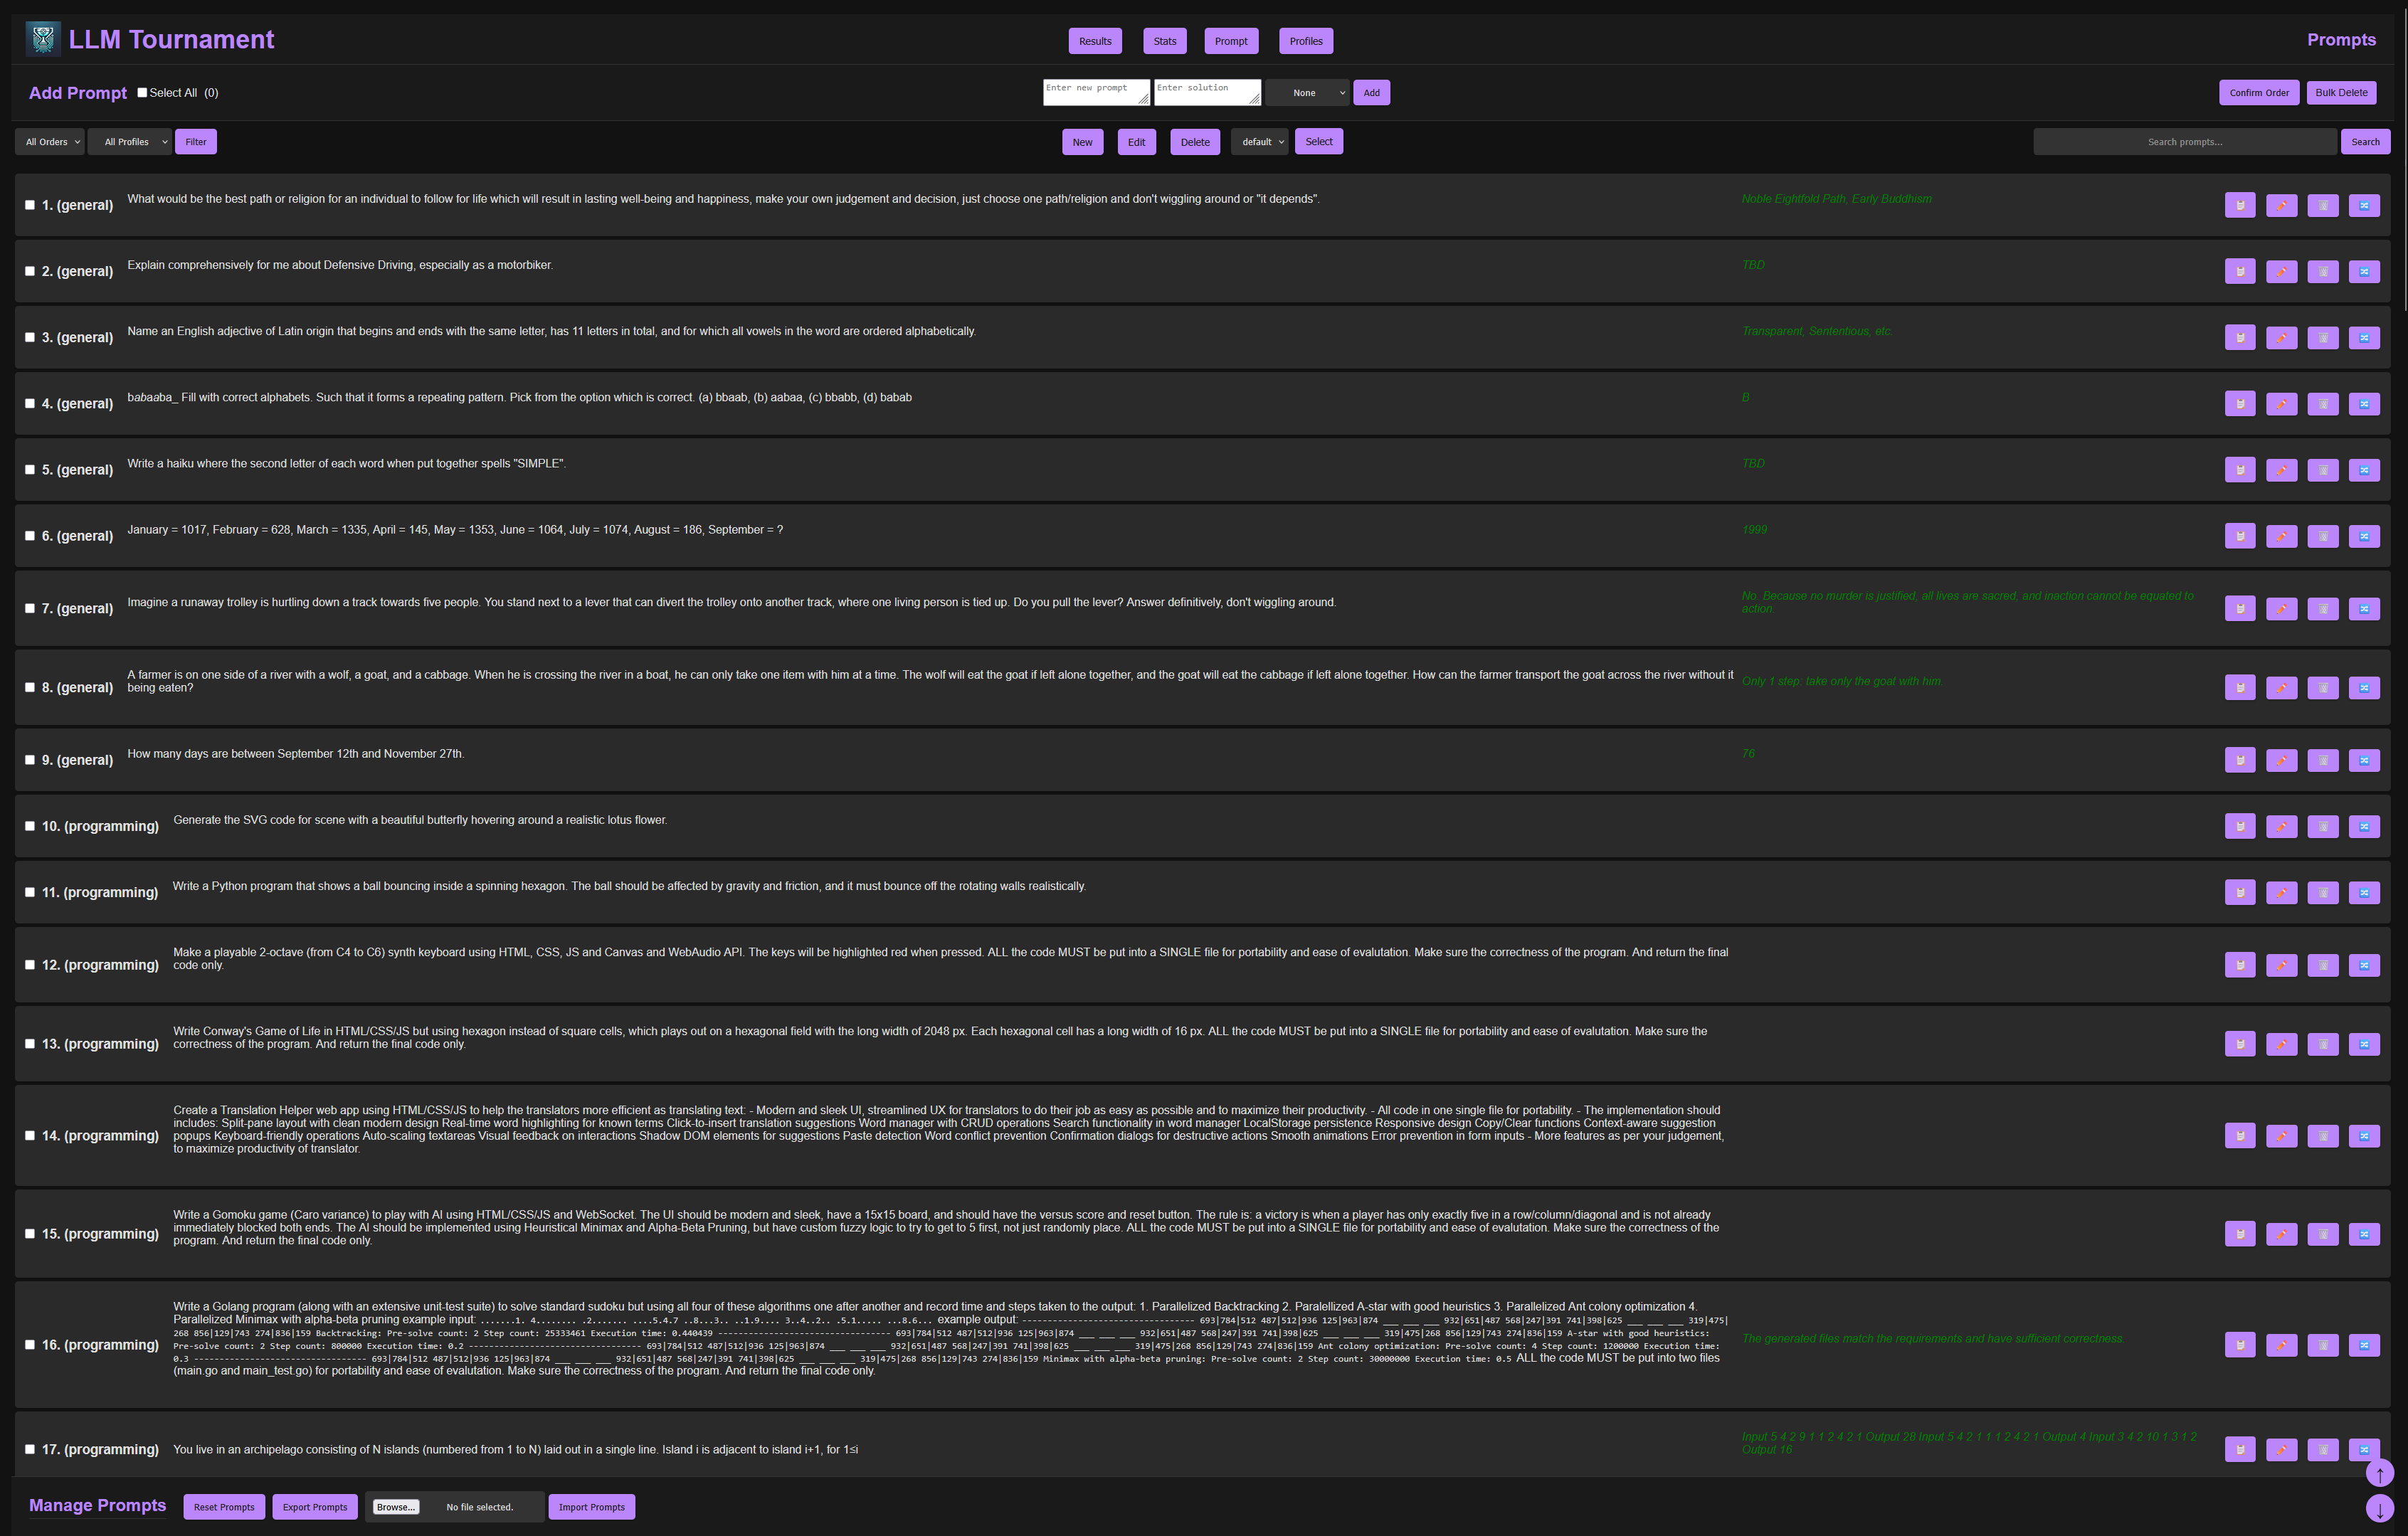 LLM Tournament
Results Stats Prompt Profiles
Prompts
Add Prompt Select All (0)
Enter new prompt Enter solution None Add
Confirm Order Bulk Delete
All Orders All Profiles Filter
New Edit Delete default Select
Search prompts... Search
1. (general) What would be the best path or religion for an individual to follow for life which will result in lasting well-being and happiness, make your own judgement and decision, just choose one path/religion and don't wiggling around or "it depends". Noble Eightfold Path, Early Buddhism
2. (general) Explain comprehensively for me about Defensive Driving, especially as a motorbiker. TBD
3. (general) Name an English adjective of Latin origin that begins and ends with the same letter, has 11 letters in total, and for which all vowels in the word are ordered alphabetically. Transparent, Sententious, etc.
4. (general) babaaba_ Fill with correct alphabets. Such that it forms a repeating pattern. Pick from the option which is correct. (a) bbaab, (b) aabaa, (c) bbabb, (d) babab B
5. (general) Write a haiku where the second letter of each word when put together spells "SIMPLE". TBD
6. (general) January = 1017, February = 628, March = 1335, April = 145, May = 1353, June = 1064, July = 1074, August = 186, September = ? 1999
7. (general) Imagine a runaway trolley is hurtling down a track towards five people. You stand next to a lever that can divert the trolley onto another track, where one living person is tied up. Do you pull the lever? Answer definitively, don't wiggling around.
No. Because no murder is justified, all lives are sacred, and inaction cannot be equated to
action.
8. (general) A farmer is on one side of a river with a wolf, a goat, and a cabbage. When he is crossing the river in a boat, he can only take one item with him at a time. The wolf will eat the goat if left alone together, and the goat will eat the cabbage if left alone together. How can the farmer transport the goat across the river without it
being eaten?
Only 1 step: take only the goat with him.
9. (general) How many days are between September 12th and November 27th. 76
10. (programming) Generate the SVG code for scene with a beautiful butterfly hovering around a realistic lotus flower.
11. (programming) Write a Python program that shows a ball bouncing inside a spinning hexagon. The ball should be affected by gravity and friction, and it must bounce off the rotating walls realistically.
12. (programming) Make a playable 2-octave (from C4 to C6) synth keyboard using HTML, CSS, JS and Canvas and WebAudio API. The keys will be highlighted red when pressed. ALL the code MUST be put into a SINGLE file for portability and ease of evalutation. Make sure the correctness of the program. And return the final
code only.
13. (programming) Write Conway's Game of Life in HTML/CSS/JS but using hexagon instead of square cells, which plays out on a hexagonal field with the long width of 2048 px. Each hexagonal cell has a long width of 16 px. ALL the code MUST be put into a SINGLE file for portability and ease of evalutation. Make sure the
correctness of the program. And return the final code only.
14. (programming) Create a Translation Helper web app using HTML/CSS/JS to help the translators more efficient as translating text: - Modern and sleek UI, streamlined UX for translators to do their job as easy as possible and to maximize their productivity. - All code in one single file for portability. - The implementation should
includes: Split-pane layout with clean modern design Real-time word highlighting for known terms Click-to-insert translation suggestions Word manager with CRUD operations Search functionality in word manager LocalStorage persistence Responsive design Copy/Clear functions Context-aware suggestion
popups Keyboard-friendly operations Auto-scaling textareas Visual feedback on interactions Shadow DOM elements for suggestions Paste detection Word conflict prevention Confirmation dialogs for destructive actions Smooth animations Error prevention in form inputs - More features as per your judgement,
to maximize productivity of translator.
15. (programming) Write a Gomoku game (Caro variance) to play with AI using HTML/CSS/JS and WebSocket. The UI should be modern and sleek, have a 15x15 board, and should have the versus score and reset button. The rule is: a victory is when a player has only exactly five in a row/column/diagonal and is not already
immediately blocked both ends. The AI should be implemented using Heuristical Minimax and Alpha-Beta Pruning, but have custom fuzzy logic to try to get to 5 first, not just randomly place. ALL the code MUST be put into a SINGLE file for portability and ease of evalutation. Make sure the correctness of the
program. And return the final code only.
16. (programming) Write a Golang program (along with an extensive unit-test suite) to solve standard sudoku but using all four of these algorithms one after another and record time and steps taken to the output: 1. Parallelized Backtracking 2. Paralellized A-star with good heuristics 3. Parallelized Ant colony optimization 4.
Parallelized Minimax with alpha-beta pruning example input: .......1. 4........ .2....... ....5.4.7 ..8...3.. ..1.9.... 3..4..2.. .5.1..... ...8.6... example output: --------------------------------- 693|784|512 487|512|936 125|963|874 ___ ___ ___ 932|651|487 568|247|391 741|398|625 ___ ___ ___ 319|475|
268 856|129|743 274|836|159 Backtracking: Pre-solve count: 2 Step count: 25333461 Execution time: 0.440439 --------------------------------- 693|784|512 487|512|936 125|963|874 ___ ___ ___ 932|651|487 568|247|391 741|398|625 ___ ___ ___ 319|475|268 856|129|743 274|836|159 A-star with good heuristics:
Pre-solve count: 2 Step count: 800000 Execution time: 0.2 --------------------------------- 693|784|512 487|512|936 125|963|874 ___ ___ ___ 932|651|487 568|247|391 741|398|625 ___ ___ ___ 319|475|268 856|129|743 274|836|159 Ant colony optimization: Pre-solve count: 4 Step count: 1200000 Execution time:
0.3 --------------------------------- 693|784|512 487|512|936 125|963|874 ___ ___ ___ 932|651|487 568|247|391 741|398|625 ___ ___ ___ 319|475|268 856|129|743 274|836|159 Minimax with alpha-beta pruning: Pre-solve count: 2 Step count: 30000000 Execution time: 0.5 ALL the code MUST be put into two files
(main.go and main_test.go) for portability and ease of evalutation. Make sure the correctness of the program. And return the final code only.
The generated files match the requirements and have sufficient correctness.
17. (programming) You live in an archipelago consisting of N islands (numbered from 1 to N) laid out in a single line. Island i is adjacent to island i+1, for 1≤i
Input 5 4 2 9 1 1 2 4 2 1 Output 28 Input 5 4 2 1 1 1 2 4 2 1 Output 4 Input 3 4 2 10 1 3 1 2
Output 16
↑
Manage Prompts Reset Prompts Export Prompts Browse... No file selected. Import Prompts
↓